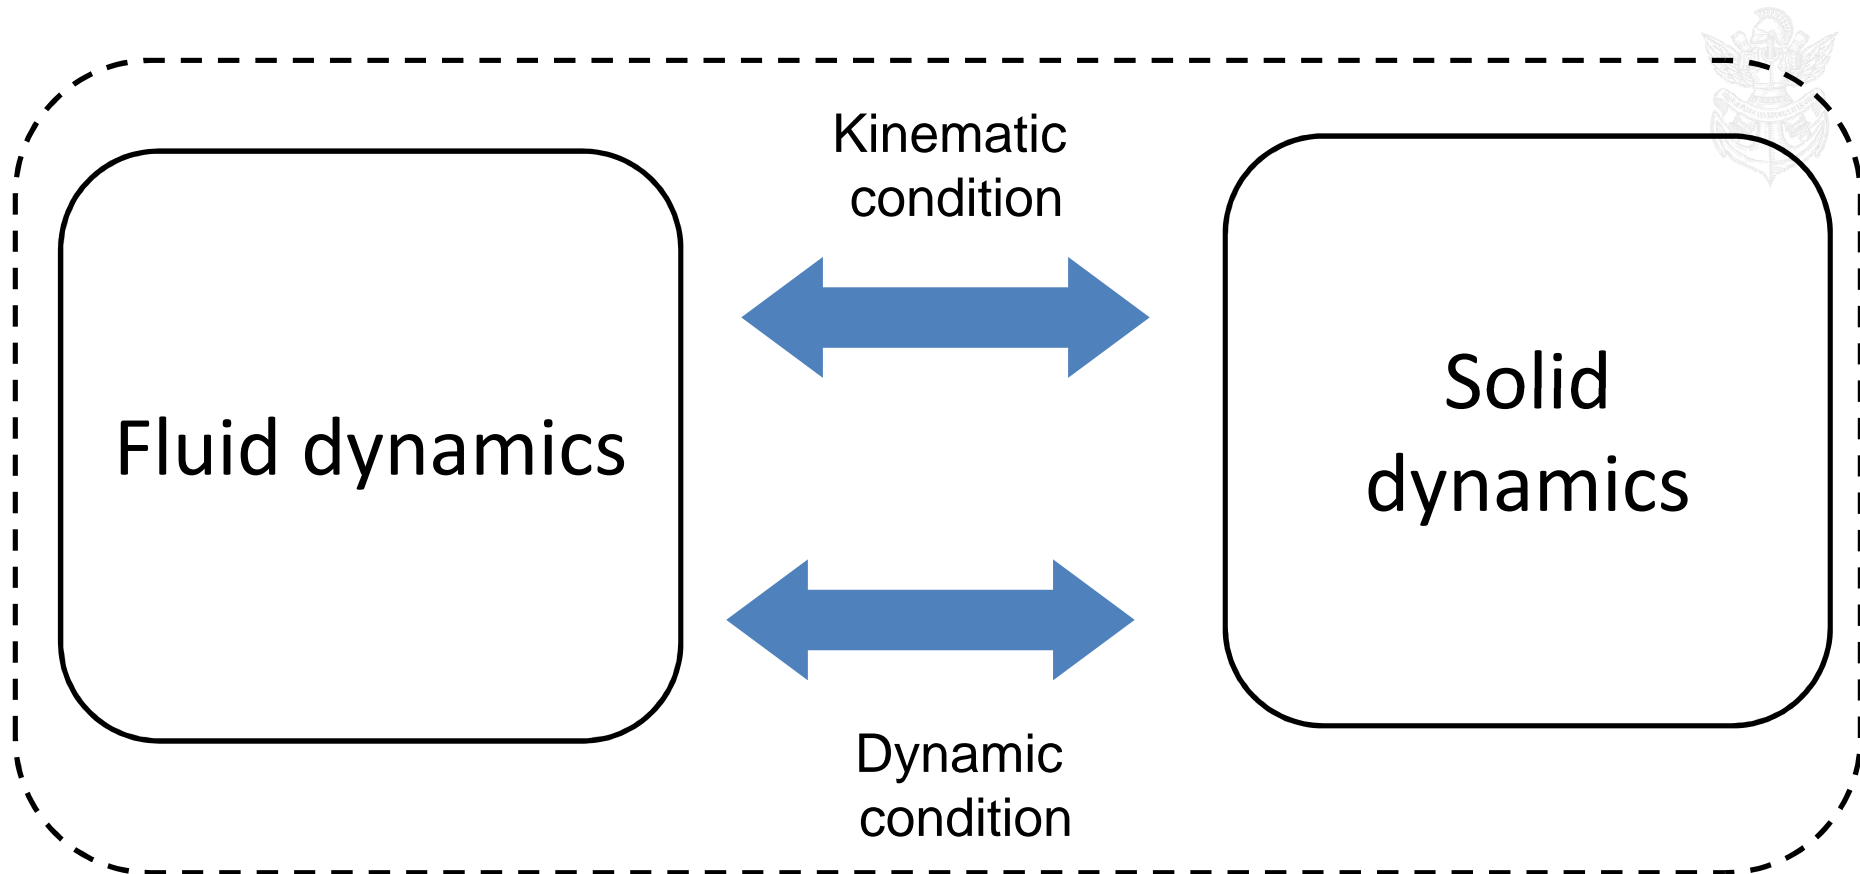 Kinematic
condition
Fluid dynamics
Solid
dynamics
Dynamic
condition